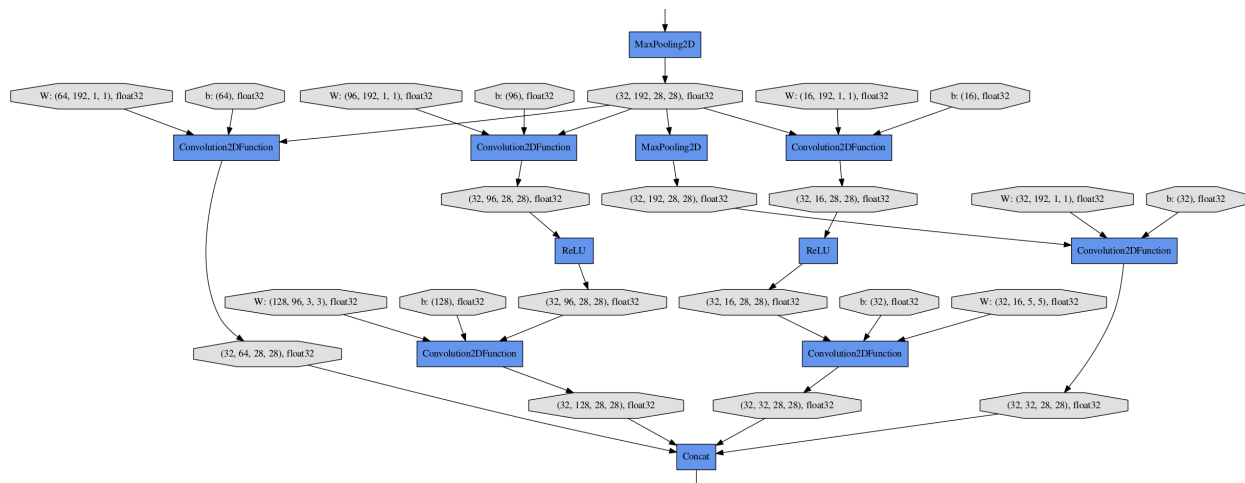 MaxPooling2D
W: (64, 192, 1, 1), float32
b: (64), float32
W: (96, 192, 1, 1), float32
b: (96), float32
(32, 192, 28, 28), float32
W: (16, 192, 1, 1), float32
b: (16), float32
Convolution2DFunction
Convolution2DFunction
MaxPooling2D
Convolution2DFunction
(32, 96, 28, 28), float32
(32, 192, 28, 28), float32
(32, 16, 28, 28), float32
W: (32, 192, 1, 1), float32
b: (32), float32
ReLU
ReLU
Convolution2DFunction
W: (128, 96, 3, 3), float32
b: (128), float32
(32, 96, 28, 28), float32
(32, 16, 28, 28), float32
b: (32), float32
W: (32, 16, 5, 5), float32
(32, 64, 28, 28), float32
Convolution2DFunction
Convolution2DFunction
(32, 128, 28, 28), float32
(32, 32, 28, 28), float32
(32, 32, 28, 28), float32
Concat